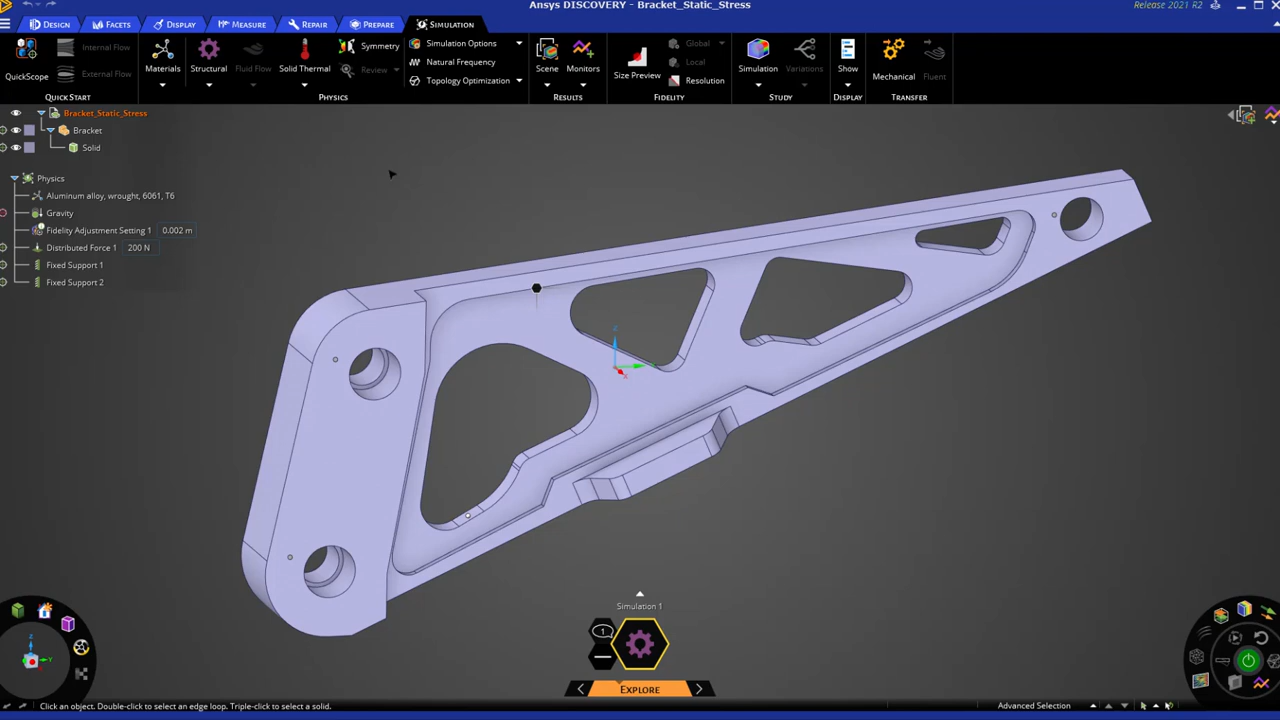 Ansys DISCOVERY - Bracket_Static_Stress
Release 2021 R2
DESIGN
FACETS
DISPLAY
MEASURE
REPAIR
PREPARE
SIMULATION
QuickScope
Internal Flow
External Flow
QUICKSTART
Materials
Structural
Fluid Flow
Solid Thermal
Symmetry
Review
Simulation Options
Natural Frequency
Topology Optimization
PHYSICS
Scene
Monitors
RESULTS
Size Preview
Global
Local
Resolution
FIDELITY
Simulation
Variations
STUDY
Show
DISPLAY
Mechanical
Fluent
TRANSFER
Bracket_Static_Stress
Bracket
Solid
Physics
Aluminum alloy, wrought, 6061, T6
Gravity
Fidelity Adjustment Setting 1 0.002 m
Distributed Force 1 200 N
Fixed Support 1
Fixed Support 2
Z
X
Simulation 1
1
EXPLORE
Z
Y
Click an object. Double-click to select an edge loop. Triple-click to select a solid.
Advanced Selection